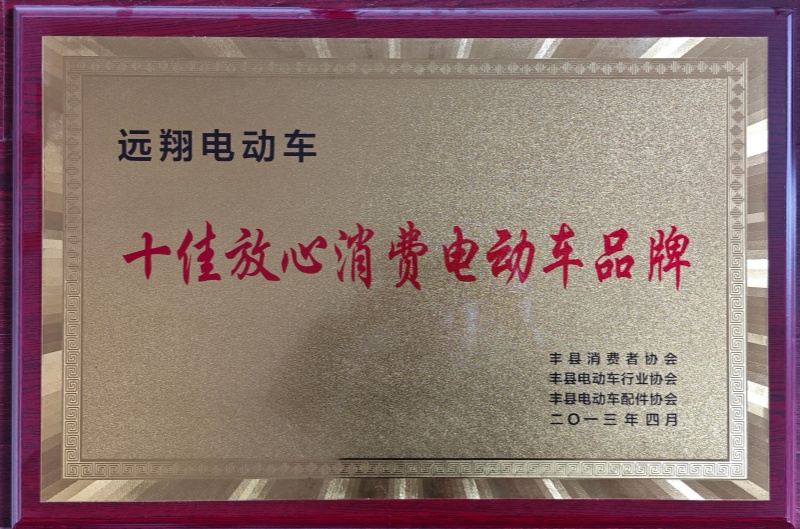 远翔电动车
十佳放心消费电动车品牌
丰县消费者协会
丰县电动车行业协会
丰县电动车配件协会
二〇一三年四月